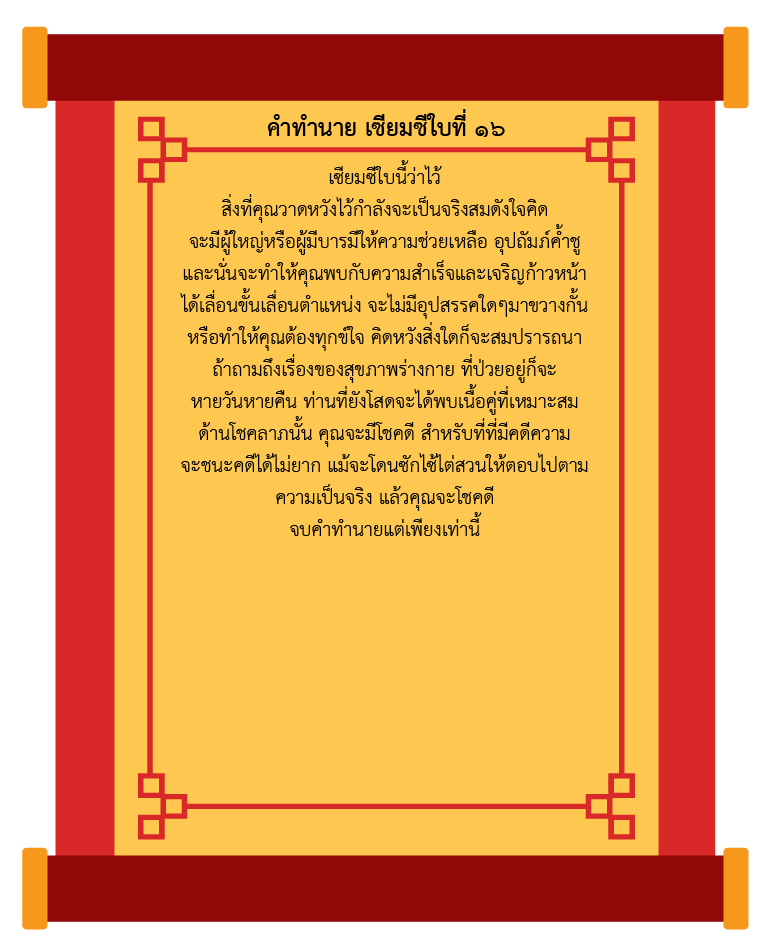 คำทำนาย เซียมซีใบที่ ๑๖
เซียมซีใบนี้ว่าไว้
สิ่งที่คุณวาดหวังไว้กำลังจะเป็นจริงสมดังใจคิด
จะมีผู้ใหญ่หรือผู้มีบารมีให้ความช่วยเหลือ อุปถัมภ์ค้ำชู
และนั่นจะทำให้คุณพบกับความสำเร็จและเจริญก้าวหน้า
ได้เลื่อนขั้นเลื่อนตำแหน่ง จะไม่มีอุปสรรคใดๆมาขวางกั้น
หรือทำให้คุณต้องทุกข์ใจ คิดหวังสิ่งใดก็จะสมปรารถนา
ถ้าถามถึงเรื่องของสุขภาพร่างกาย ที่ป่วยอยู่ก็จะ
หายวันหายคืน ท่านที่ยังโสดจะได้พบเนื้อคู่ที่เหมาะสม
ด้านโชคลาภนั้น คุณจะมีโชคดี สำหรับที่ที่มีคดีความ
จะชนะคดีได้ไม่ยาก แม้จะโดนซักไซ้ไต่สวนให้ตอบไปตาม
ความเป็นจริง แล้วคุณจะโชคดี
จบคำทำนายแต่เพียงเท่านี้